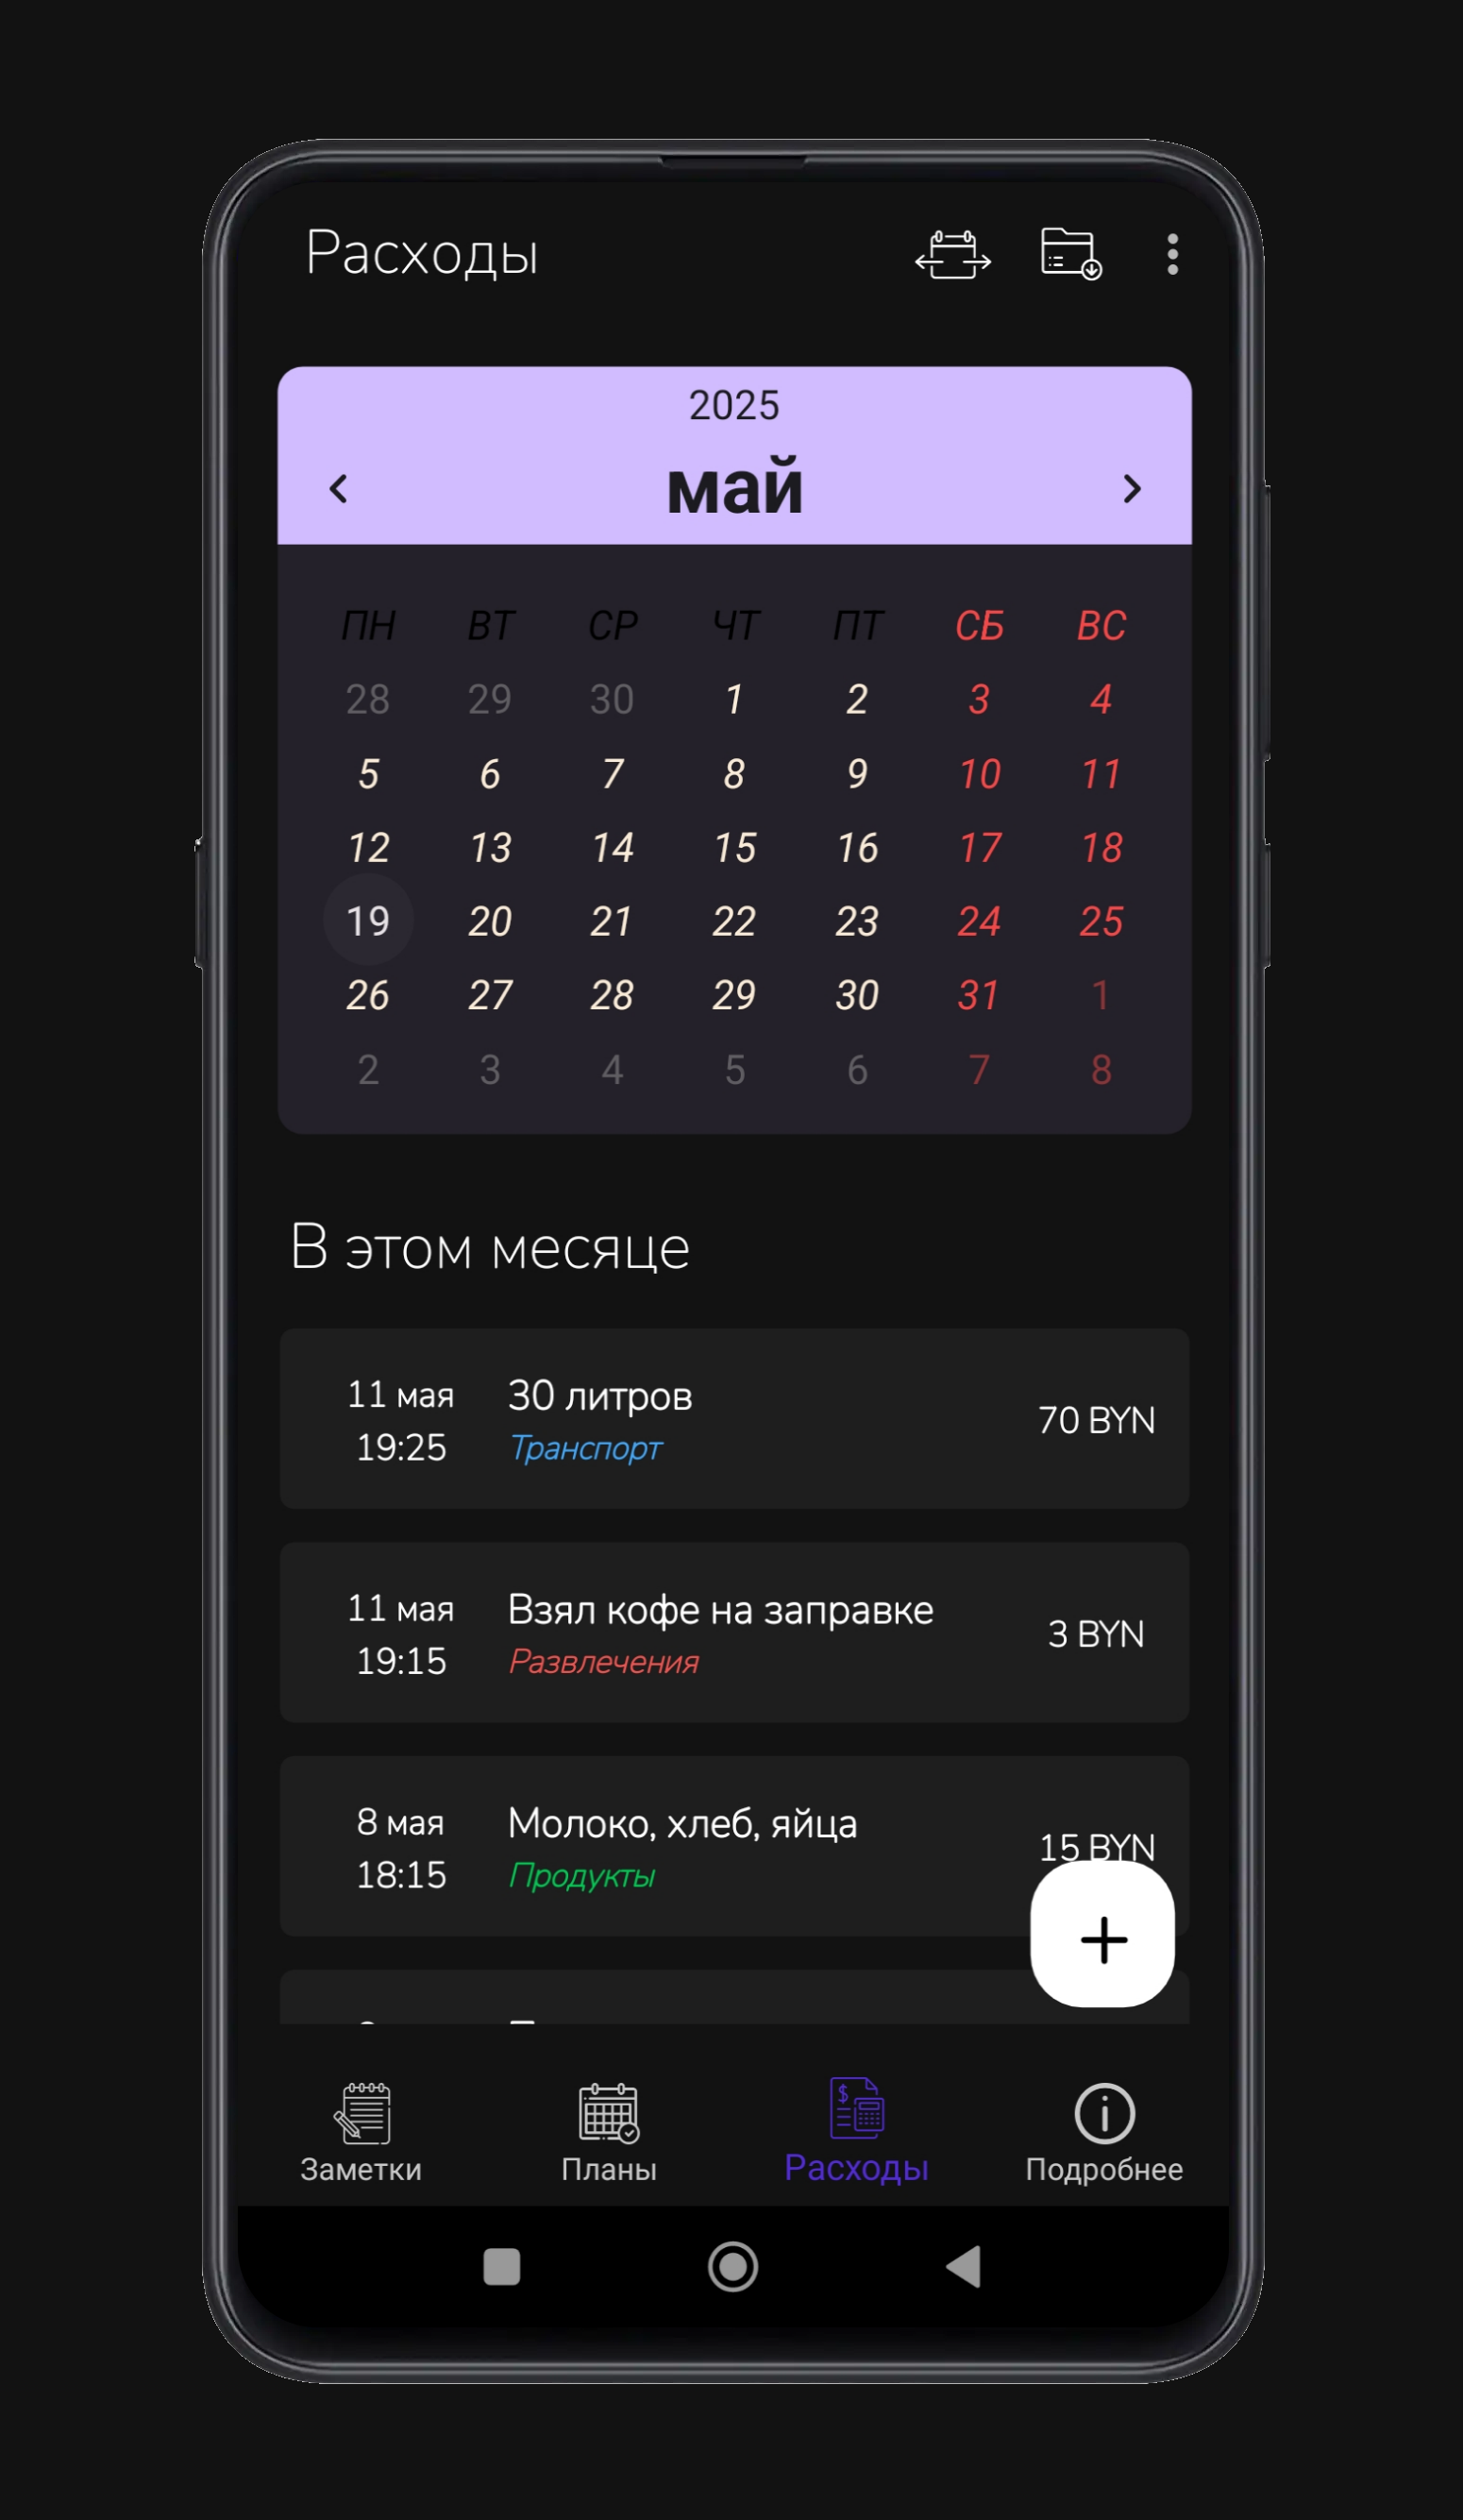 Расходы
2025
май
ПН ВТ СР ЧТ ПТ СБ ВС
28 29 30 1 2 3 4
5 6 7 8 9 10 11
12 13 14 15 16 17 18
19 20 21 22 23 24 25
26 27 28 29 30 31 1
2 3 4 5 6 7 8
В этом месяце
11 мая
19:25
30 литров
Транспорт
70 BYN
11 мая
19:15
Взял кофе на заправке
Развлечения
3 BYN
8 мая
18:15
Молоко, хлеб, яйца
Продукты
15 BYN
Заметки
Планы
Расходы
Подробнее